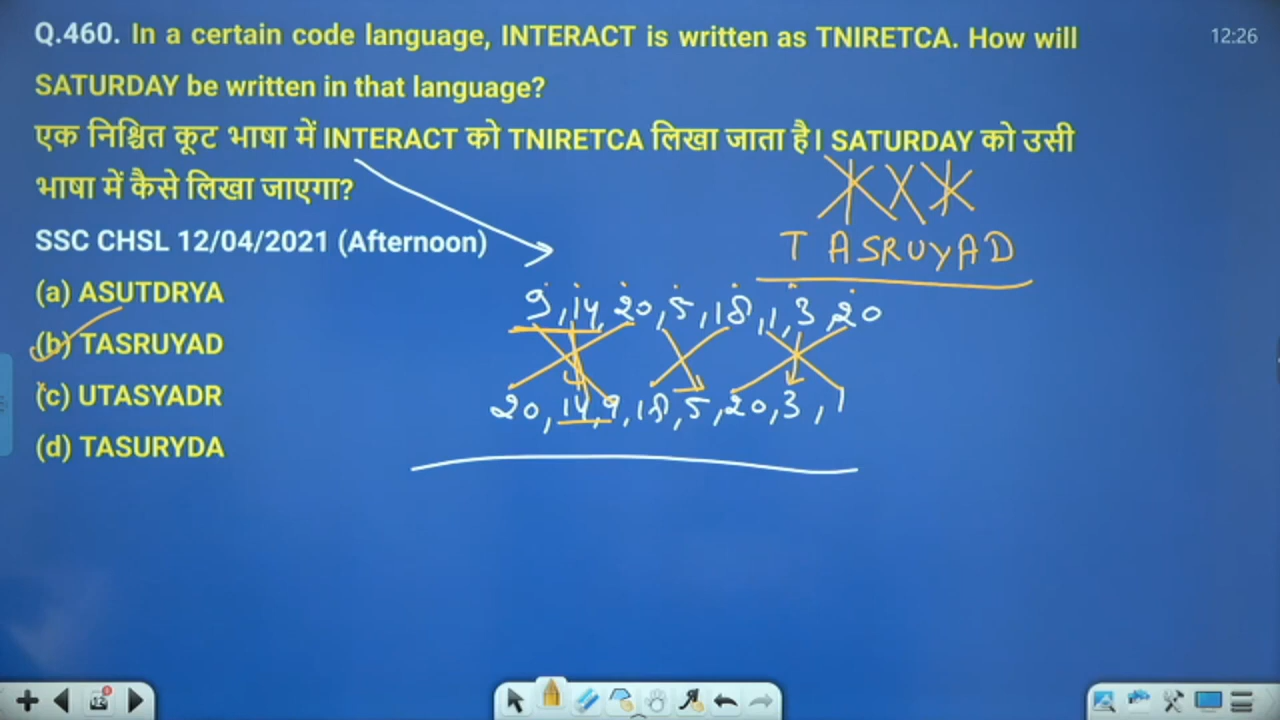 Q.460. In a certain code language, INTERACT is written as TNIRETCA. How will
12:26
SATURDAY be written in that language?
एक निश्चित कूट भाषा में INTERACT को TNIRETCA लिखा जाता है। SATURDAY को उसी
भाषा में कैसे लिखा जाएगा?
SSC CHSL 12/04/2021 (Afternoon)
T ASRUYAD
(a) ASUTDRYA
9,14,20,5,18,1,3,20
(b) TASRUYAD
(c) UTASYADR
20,14,9,18,5,20,3,1
(d) TASURYDA